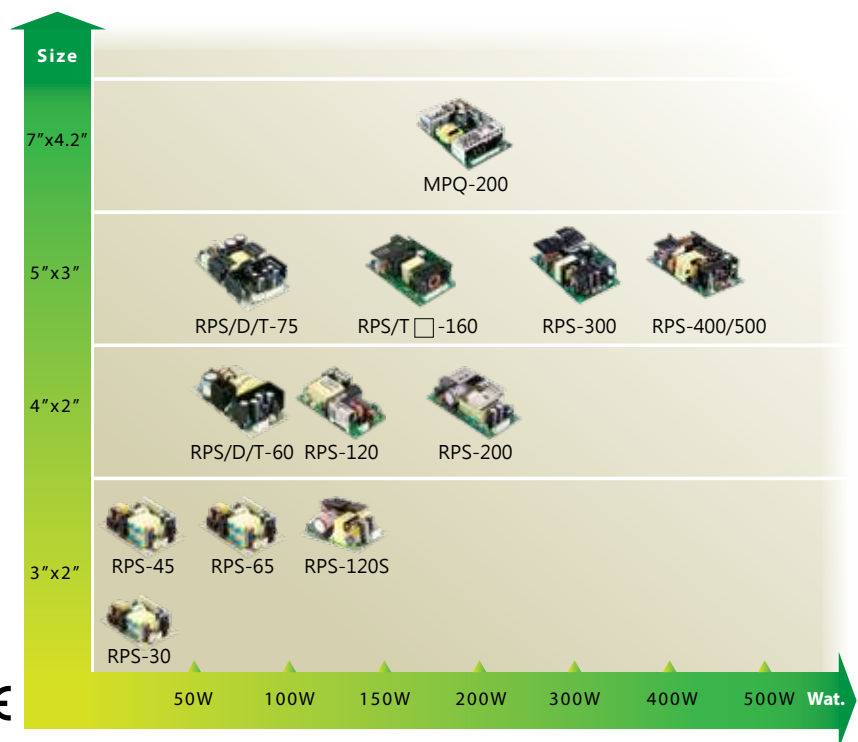 Size
7"x4.2"
MPQ-200
5"x3"
RPS/D/T-75 RPS/T□-160 RPS-300 RPS-400/500
4"x2"
RPS/D/T-60 RPS-120 RPS-200
3"x2"
RPS-45 RPS-65 RPS-120S
RPS-30
50W 100W 150W 200W 300W 400W 500W Wat.